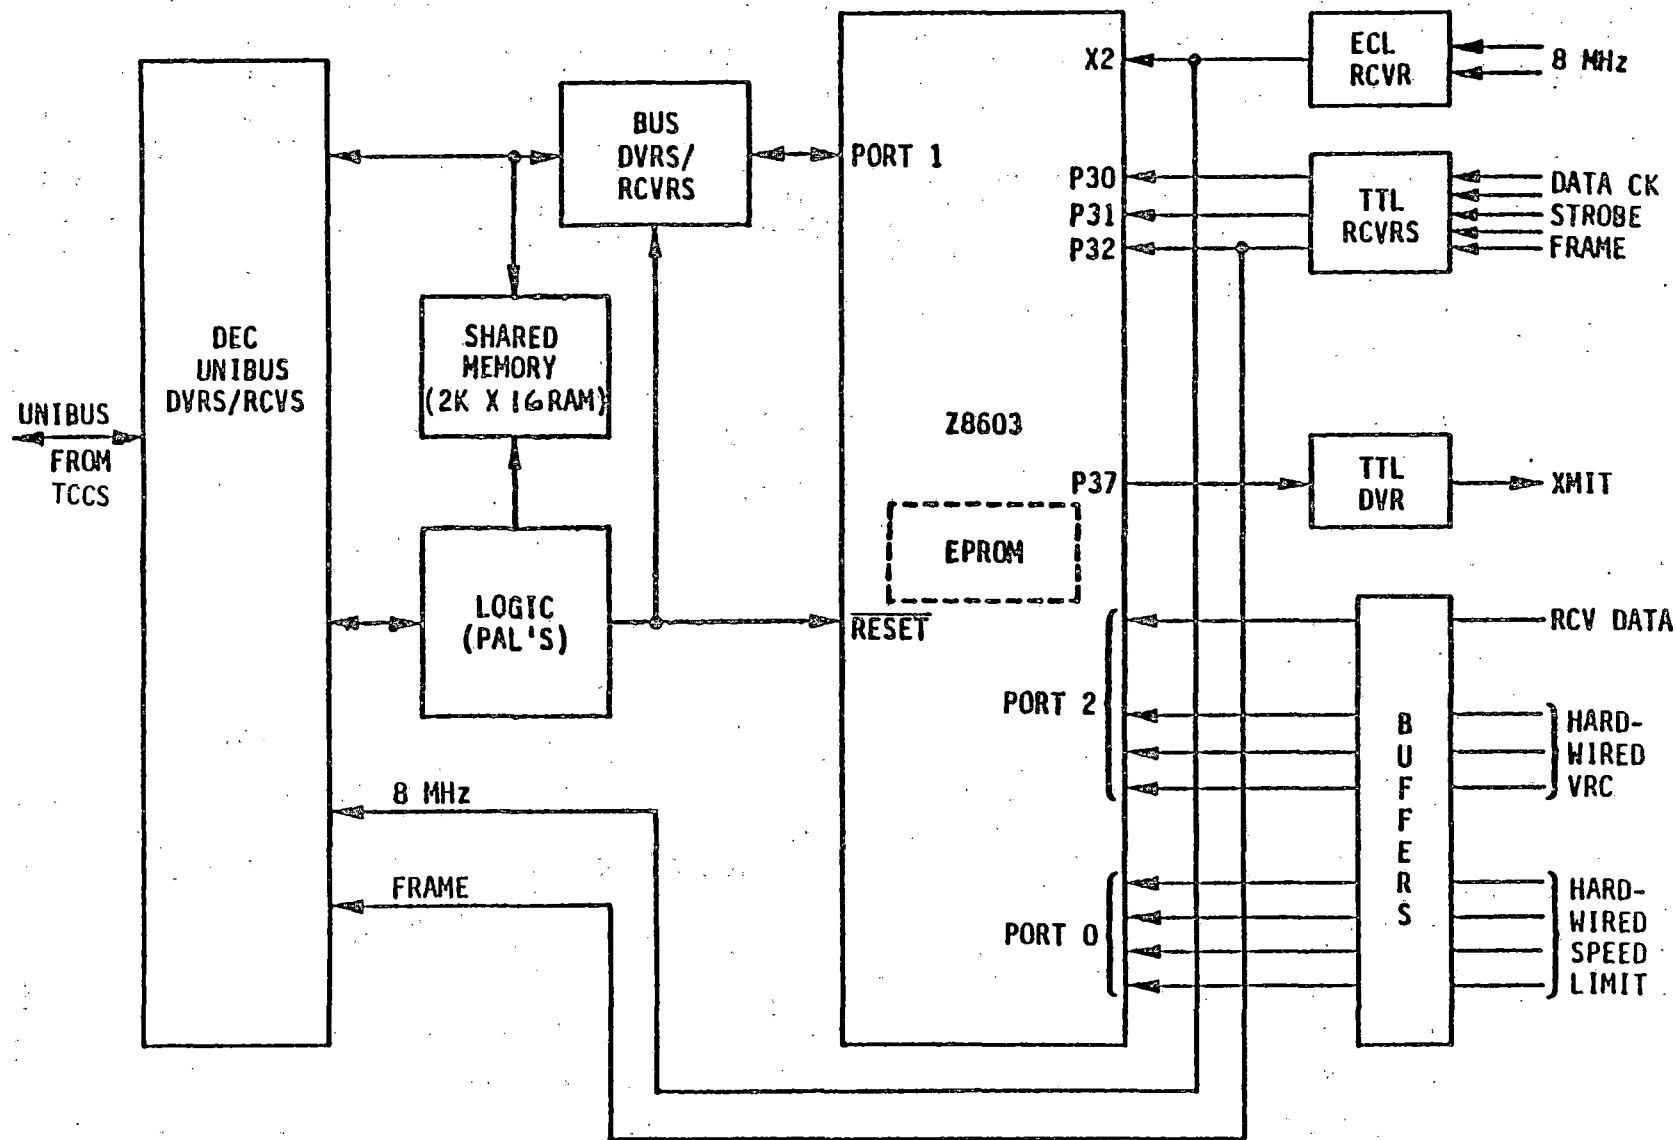 UNIBUS
FROM
TCCS
DEC
UNIBUS
DVRS/RCVS
BUS
DVRS/
RCVRS
SHARED
MEMORY
(2K X 16RAM)
LOGIC
(PAL'S)
8 MHz
FRAME
PORT 1
RESET
Z8603
EPROM
X2
P30
P31
P32
P37
PORT 2
PORT 0
ECL
RCVR
8 MHz
TTL
RCVRS
DATA CK
STROBE
FRAME
TTL
DVR
XMIT
BUFFERS
RCV DATA
HARD-
WIRED
VRC
HARD-
WIRED
SPEED
LIMIT